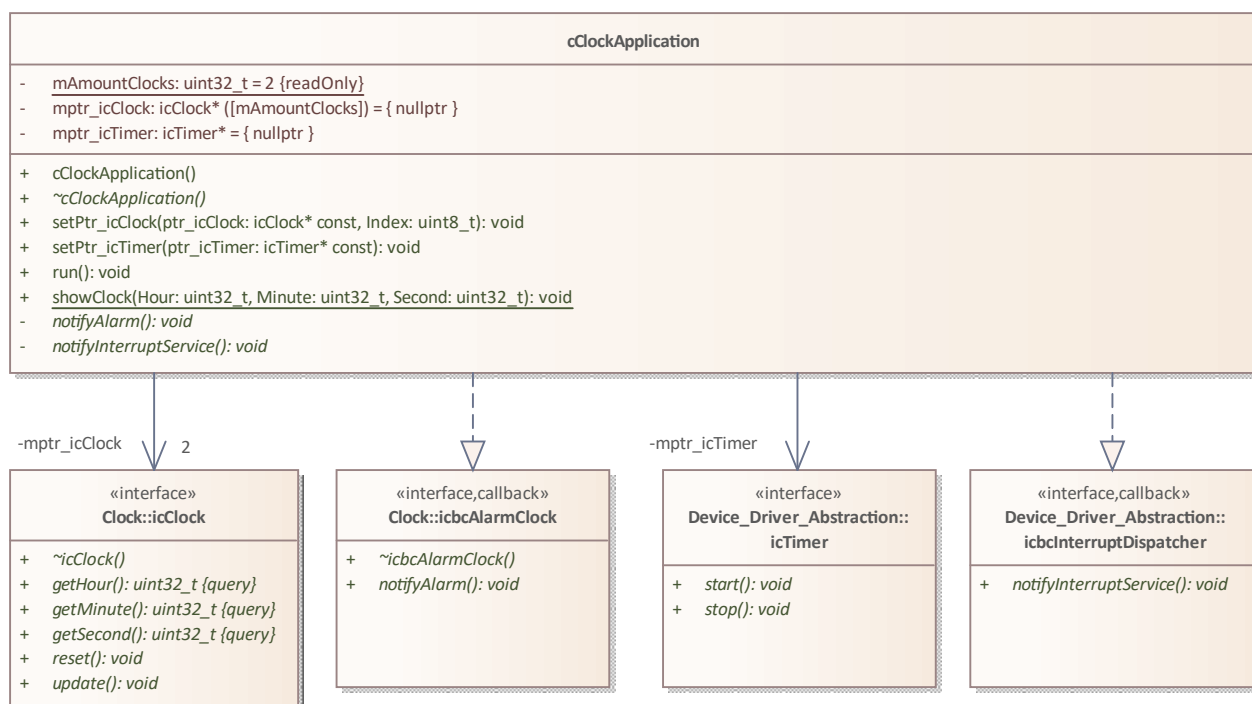 cClockApplication
- mAmountClocks: uint32_t = 2 {readOnly}
- mptr_icClock: icClock* ([mAmountClocks]) = { nullptr }
- mptr_icTimer: icTimer* = { nullptr }
+ cClockApplication()
+ ~cClockApplication()
+ setPtr_icClock(ptr_icClock: icClock* const, Index: uint8_t): void
+ setPtr_icTimer(ptr_icTimer: icTimer* const): void
+ run(): void
+ showClock(Hour: uint32_t, Minute: uint32_t, Second: uint32_t): void
- notifyAlarm(): void
- notifyInterruptService(): void
-mptr_icClock
2
-mptr_icTimer
«interface»
Clock::icClock
+ ~icClock()
+ getHour(): uint32_t {query}
+ getMinute(): uint32_t {query}
+ getSecond(): uint32_t {query}
+ reset(): void
+ update(): void
«interface,callback»
Clock::icbcAlarmClock
+ ~icbcAlarmClock()
+ notifyAlarm(): void
«interface»
Device_Driver_Abstraction::
icTimer
+ start(): void
+ stop(): void
«interface,callback»
Device_Driver_Abstraction::
icbcInterruptDispatcher
+ notifyInterruptService(): void